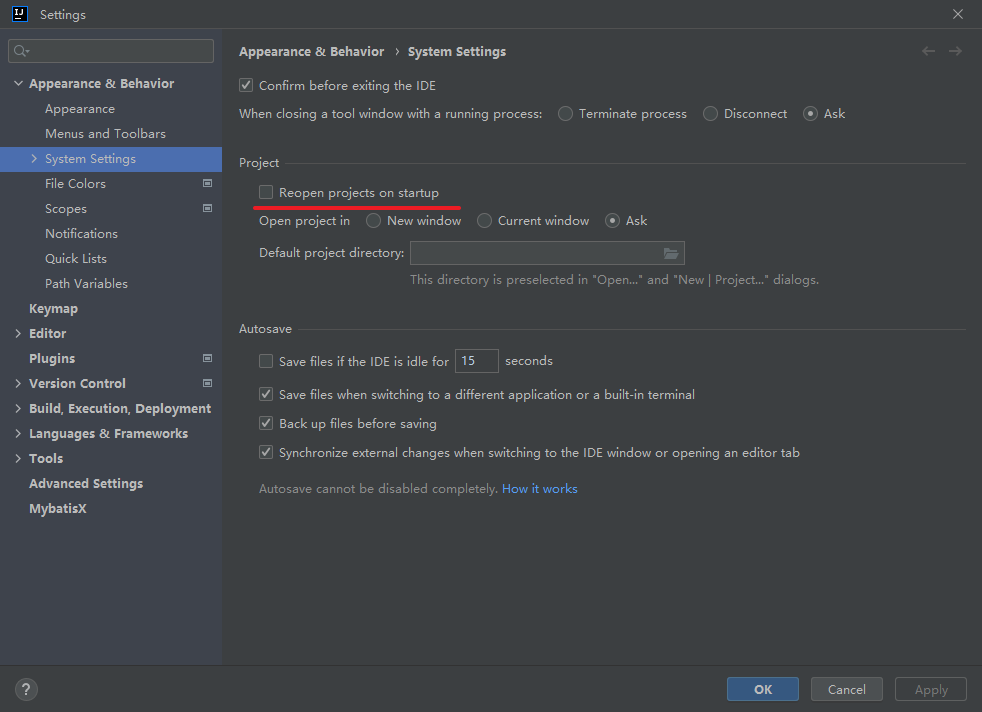 IJ
Settings
Appearance & Behavior
Appearance
Menus and Toolbars
System Settings
File Colors
Scopes
Notifications
Quick Lists
Path Variables
Keymap
Editor
Plugins
Version Control
Build, Execution, Deployment
Languages & Frameworks
Tools
Advanced Settings
MybatisX
Appearance & Behavior › System Settings
Confirm before exiting the IDE
When closing a tool window with a running process: Terminate process Disconnect Ask
Project
Reopen projects on startup
Open project in New window Current window Ask
Default project directory:
This directory is preselected in "Open..." and "New | Project..." dialogs.
Autosave
Save files if the IDE is idle for 15 seconds
Save files when switching to a different application or a built-in terminal
Back up files before saving
Synchronize external changes when switching to the IDE window or opening an editor tab
Autosave cannot be disabled completely. How it works
? OK Cancel Apply